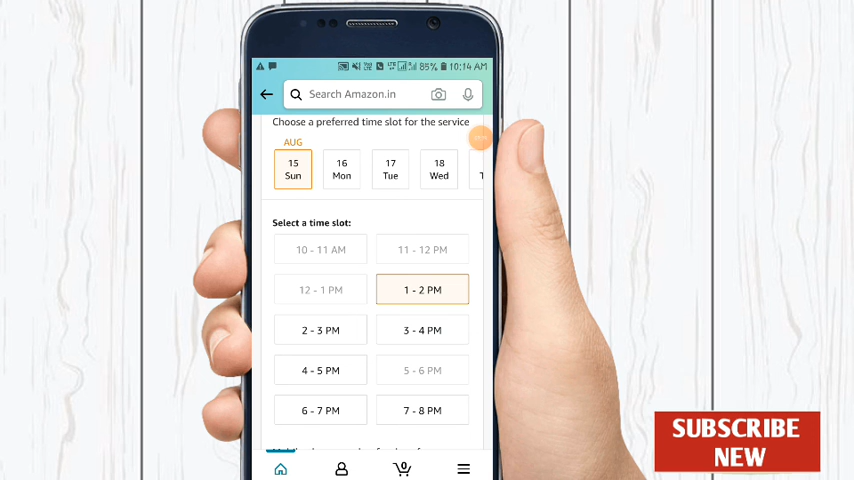 85% 10:14 AM
Search Amazon.in
Choose a preferred time slot for the service
AUG
15 16 17 18
Sun Mon Tue Wed T
Select a time slot:
10 - 11 AM 11 - 12 PM
12 - 1 PM 1 - 2 PM
2 - 3 PM 3 - 4 PM
4 - 5 PM 5 - 6 PM
6 - 7 PM 7 - 8 PM
0
SUBSCRIBE
NEW